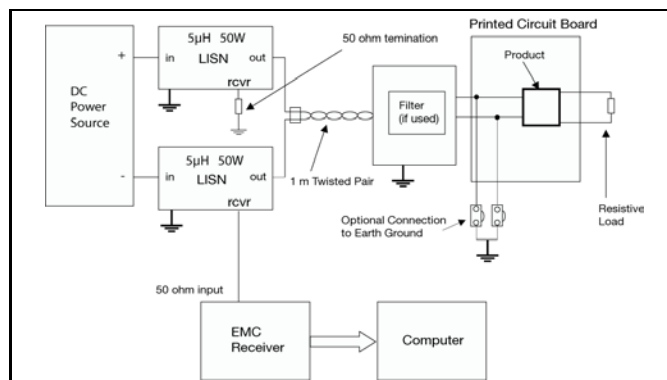 Printed Circuit Board
5µH 50W
LISN
in
out
rcvr
50 ohm temination
Product
+
DC
Power
Source
-
Filter
(if used)
5µH 50W
LISN
in
out
rcvr
1 m Twisted Pair
Optional Connection
to Earth Ground
Resistive
Load
50 ohm input
EMC
Receiver
Computer